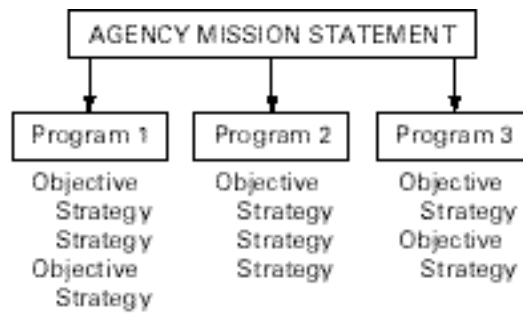 AGENCY MISSION STATEMENT
Program 1
Objective
Strategy
Strategy
Objective
Strategy
Program 2
Objective
Strategy
Strategy
Program 3
Objective
Strategy
Objective
Strategy